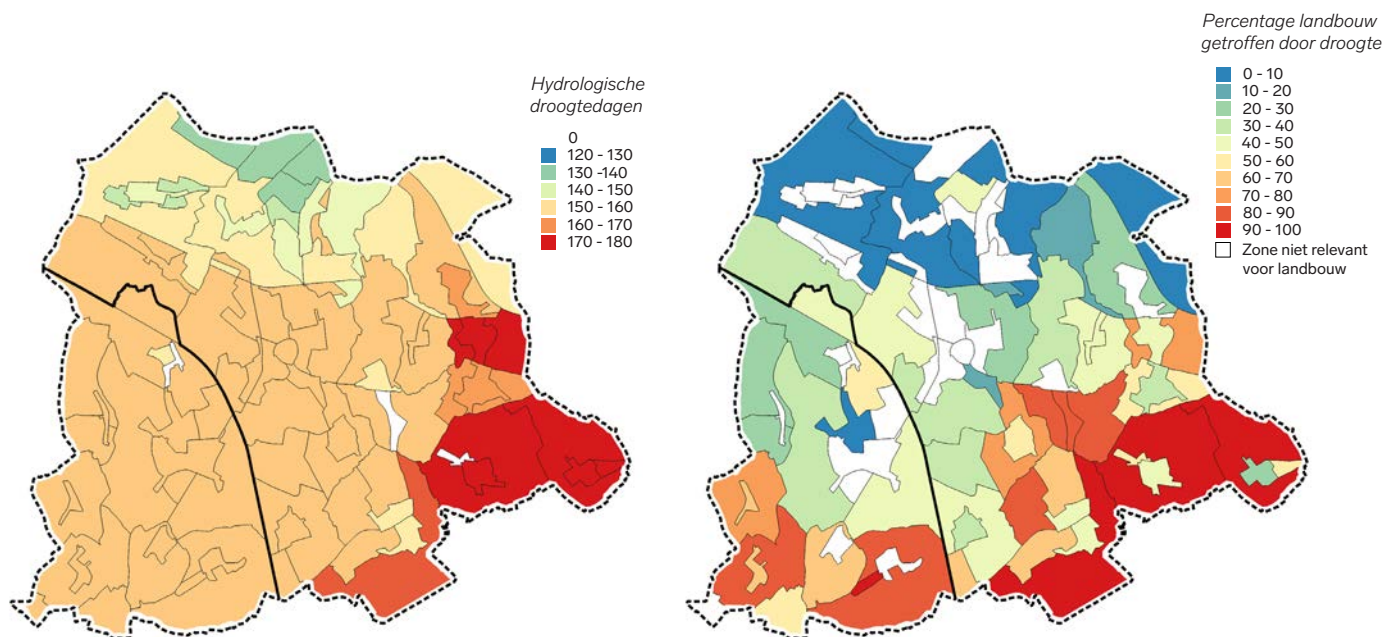 Hydrologische
droogtedagen
0
120 - 130
130 -140
140 - 150
150 - 160
160 - 170
170 - 180
Percentage landbouw
getroffen door droogte
0 - 10
10 - 20
20 - 30
30 - 40
40 - 50
50 - 60
60 - 70
70 - 80
80 - 90
90 - 100
Zone niet relevant
voor landbouw